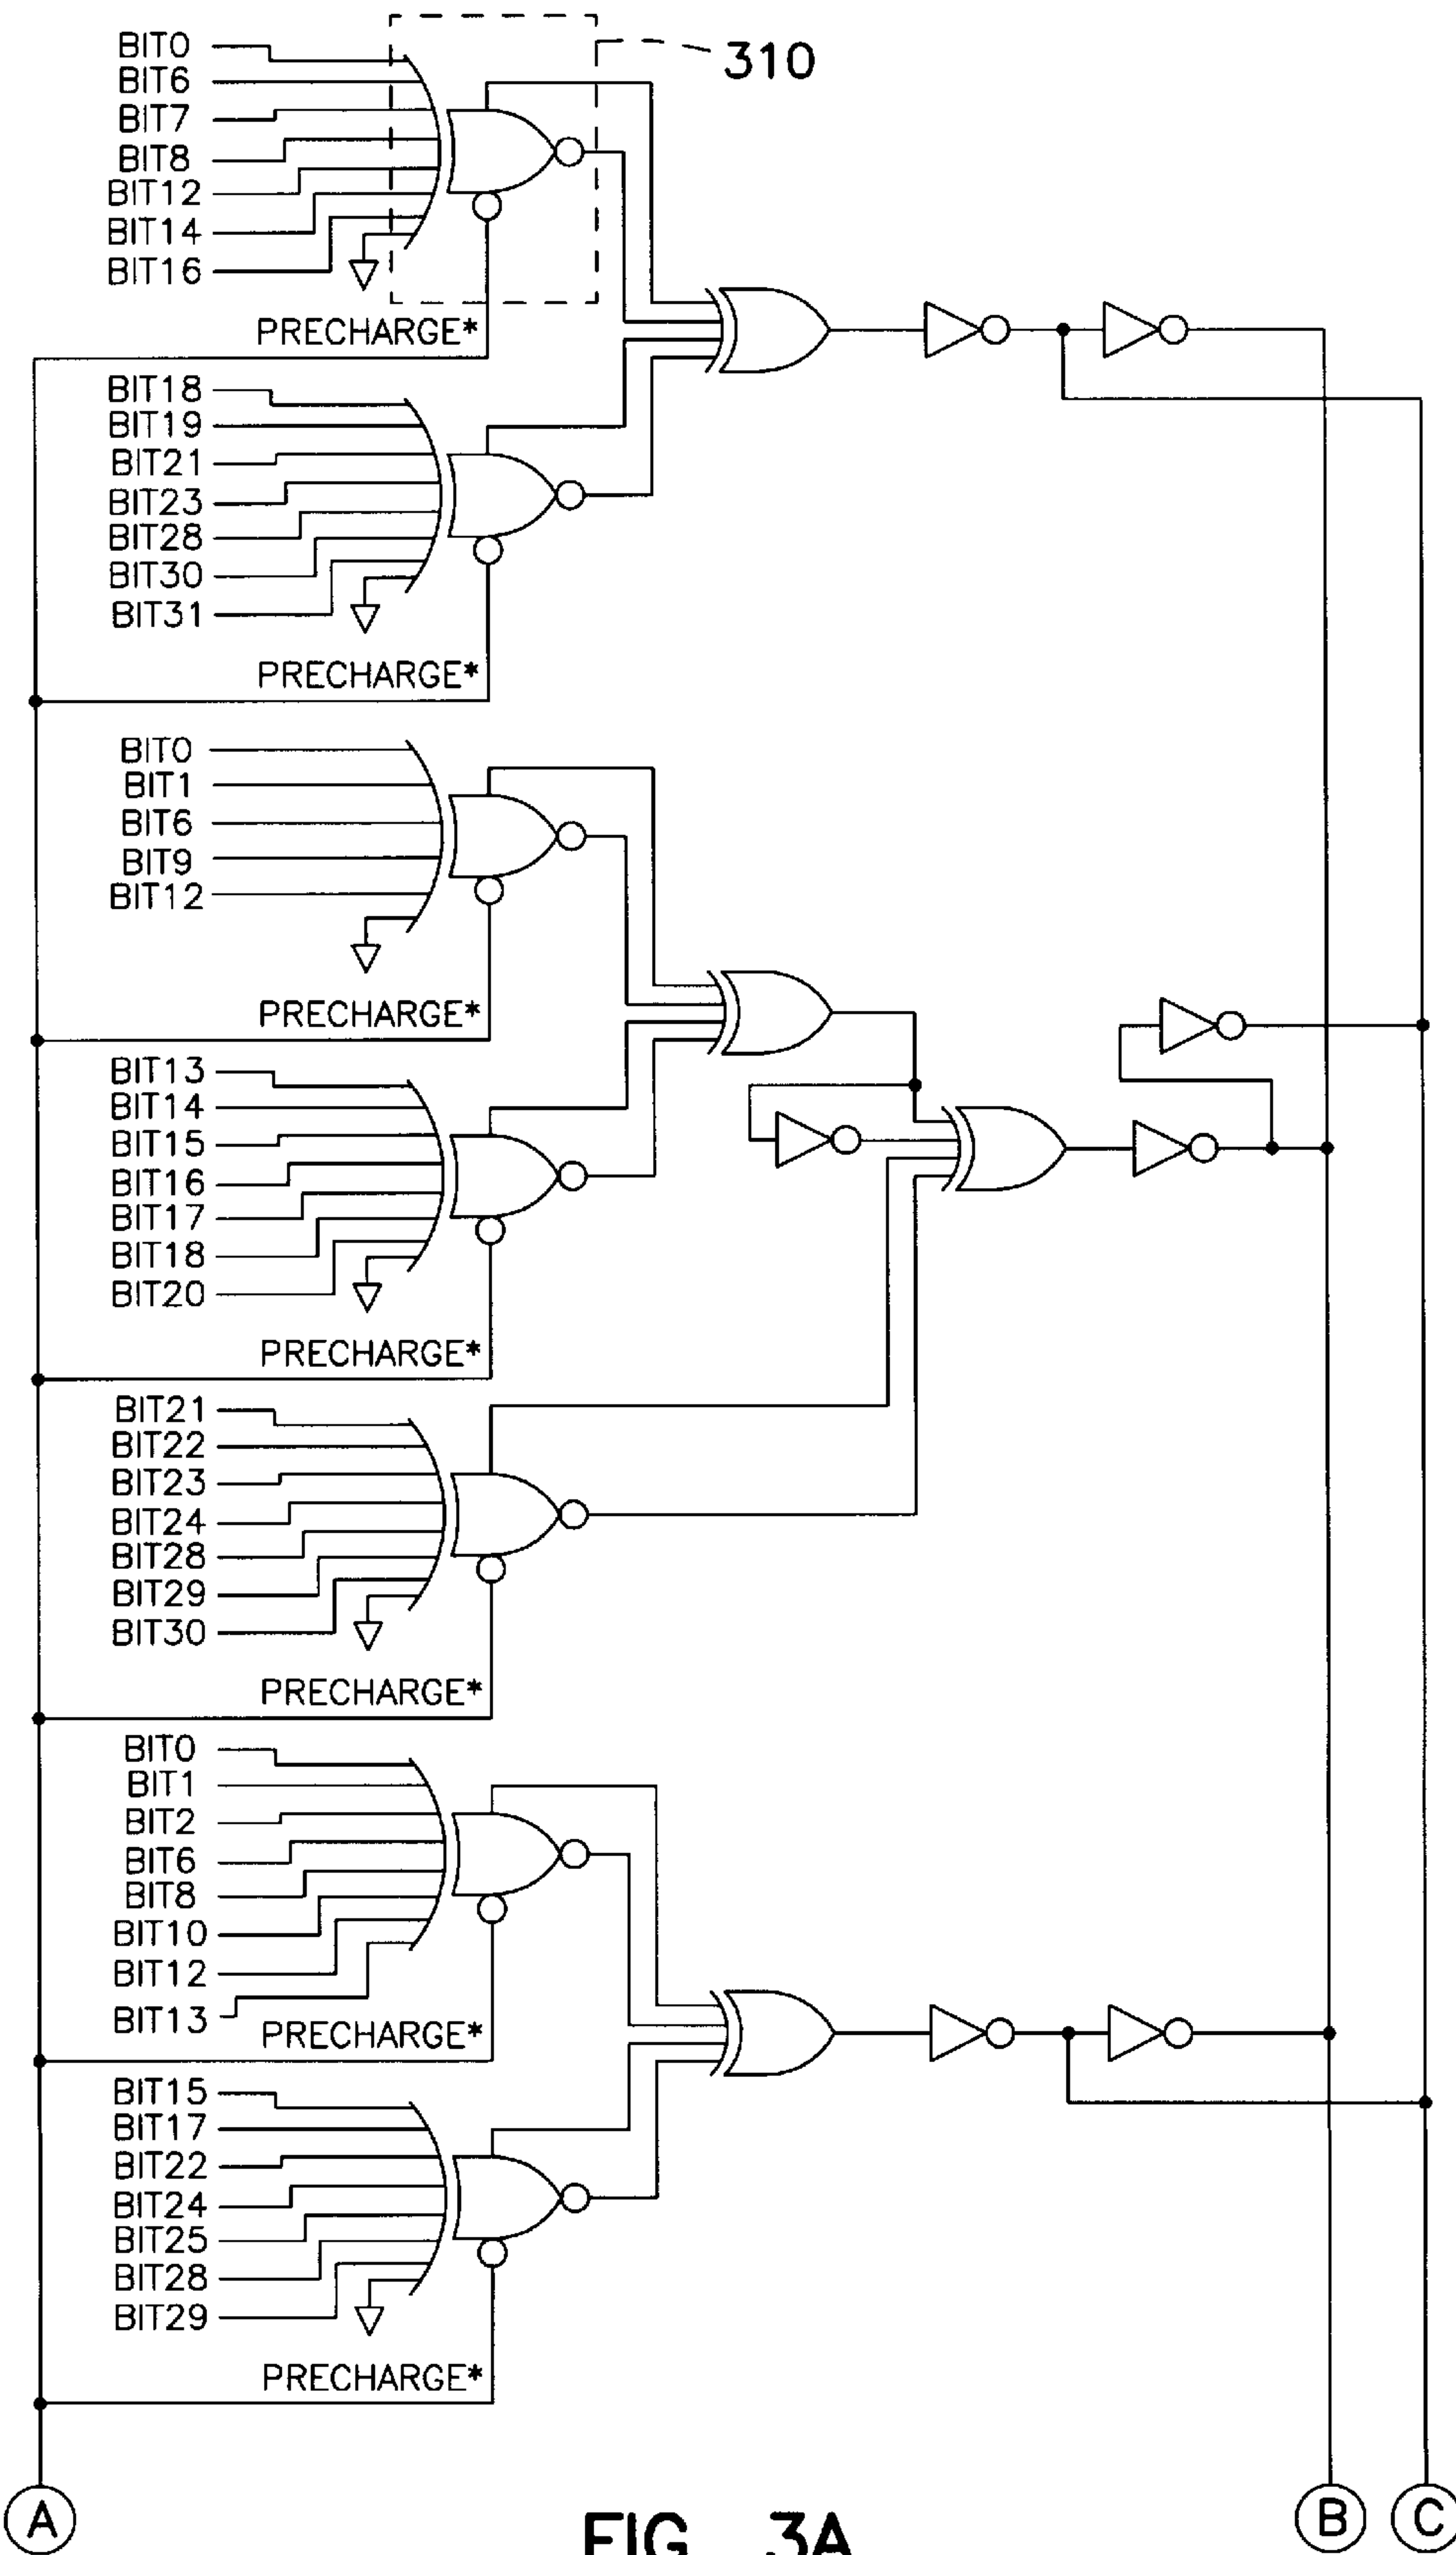 BIT0
310
BIT6
BIT7
BIT8
BIT12
BIT14
BIT16
PRECHARGE*
BIT18
BIT19
BIT21
BIT23
BIT28
BIT30
BIT31
PRECHARGE*
BIT0
BIT1
BIT6
BIT9
BIT12
PRECHARGE*
BIT13
BIT14
BIT15
BIT16
BIT17
BIT18
BIT20
PRECHARGE*
BIT21
BIT22
BIT23
BIT24
BIT28
BIT29
BIT30
PRECHARGE*
BIT0
BIT1
BIT2
BIT6
BIT8
BIT10
BIT12
BIT13
PRECHARGE*
BIT15
BIT17
BIT22
BIT24
BIT25
BIT28
BIT29
PRECHARGE*
A
B
C
FIG. 3A